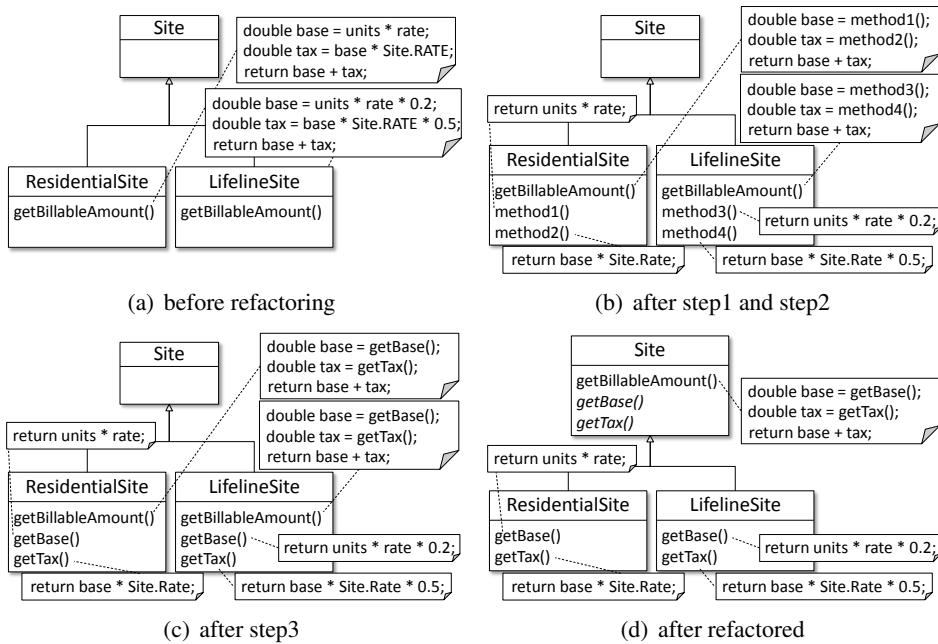 Site
double base = units * rate;
double tax = base * Site.RATE;
return base + tax;
double base = units * rate * 0.2;
double tax = base * Site.RATE * 0.5;
return base + tax;
ResidentialSite
getBillableAmount()
LifelineSite
getBillableAmount()
(a) before refactoring
Site
double base = method1();
double tax = method2();
return base + tax;
double base = method3();
double tax = method4();
return base + tax;
return units * rate;
ResidentialSite
getBillableAmount()
method1()
method2()
LifelineSite
getBillableAmount()
method3()
method4()
return units * rate * 0.2;
return base * Site.Rate;
return base * Site.Rate * 0.5;
(b) after step1 and step2
Site
double base = getBase();
double tax = getTax();
return base + tax;
double base = getBase();
double tax = getTax();
return base + tax;
return units * rate;
ResidentialSite
getBillableAmount()
getBase()
getTax()
LifelineSite
getBillableAmount()
getBase()
getTax()
return units * rate * 0.2;
return base * Site.Rate;
return base * Site.Rate * 0.5;
(c) after step3
Site
getBillableAmount()
getBase()
getTax()
double base = getBase();
double tax = getTax();
return base + tax;
return units * rate;
ResidentialSite
getBase()
getTax()
LifelineSite
getBase()
getTax()
return units * rate * 0.2;
return base * Site.Rate;
return base * Site.Rate * 0.5;
(d) after refactored